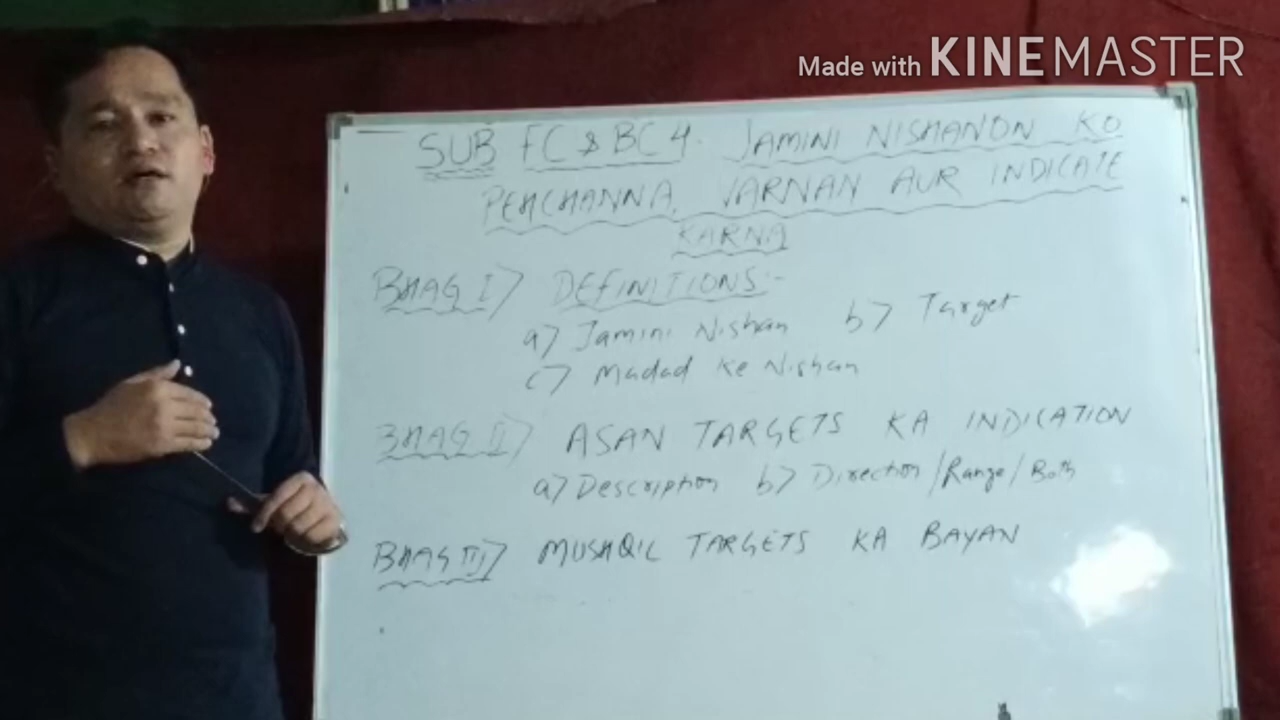 Made with KINEMASTER
SUB FC & BC 4. JAMINI NISHANON KO
PEHCHANNA, VARNAN AUR INDICATE
KARNA
BHAG I) DEFINITIONS:-
a) Jamini Nishan b) Target
c) Madad Ke Nishan
BHAG II) ASAN TARGETS KA INDICATION
a) Description b) Direction/Range/Both
BHAG III) MUSHQIL TARGETS KA BAYAN